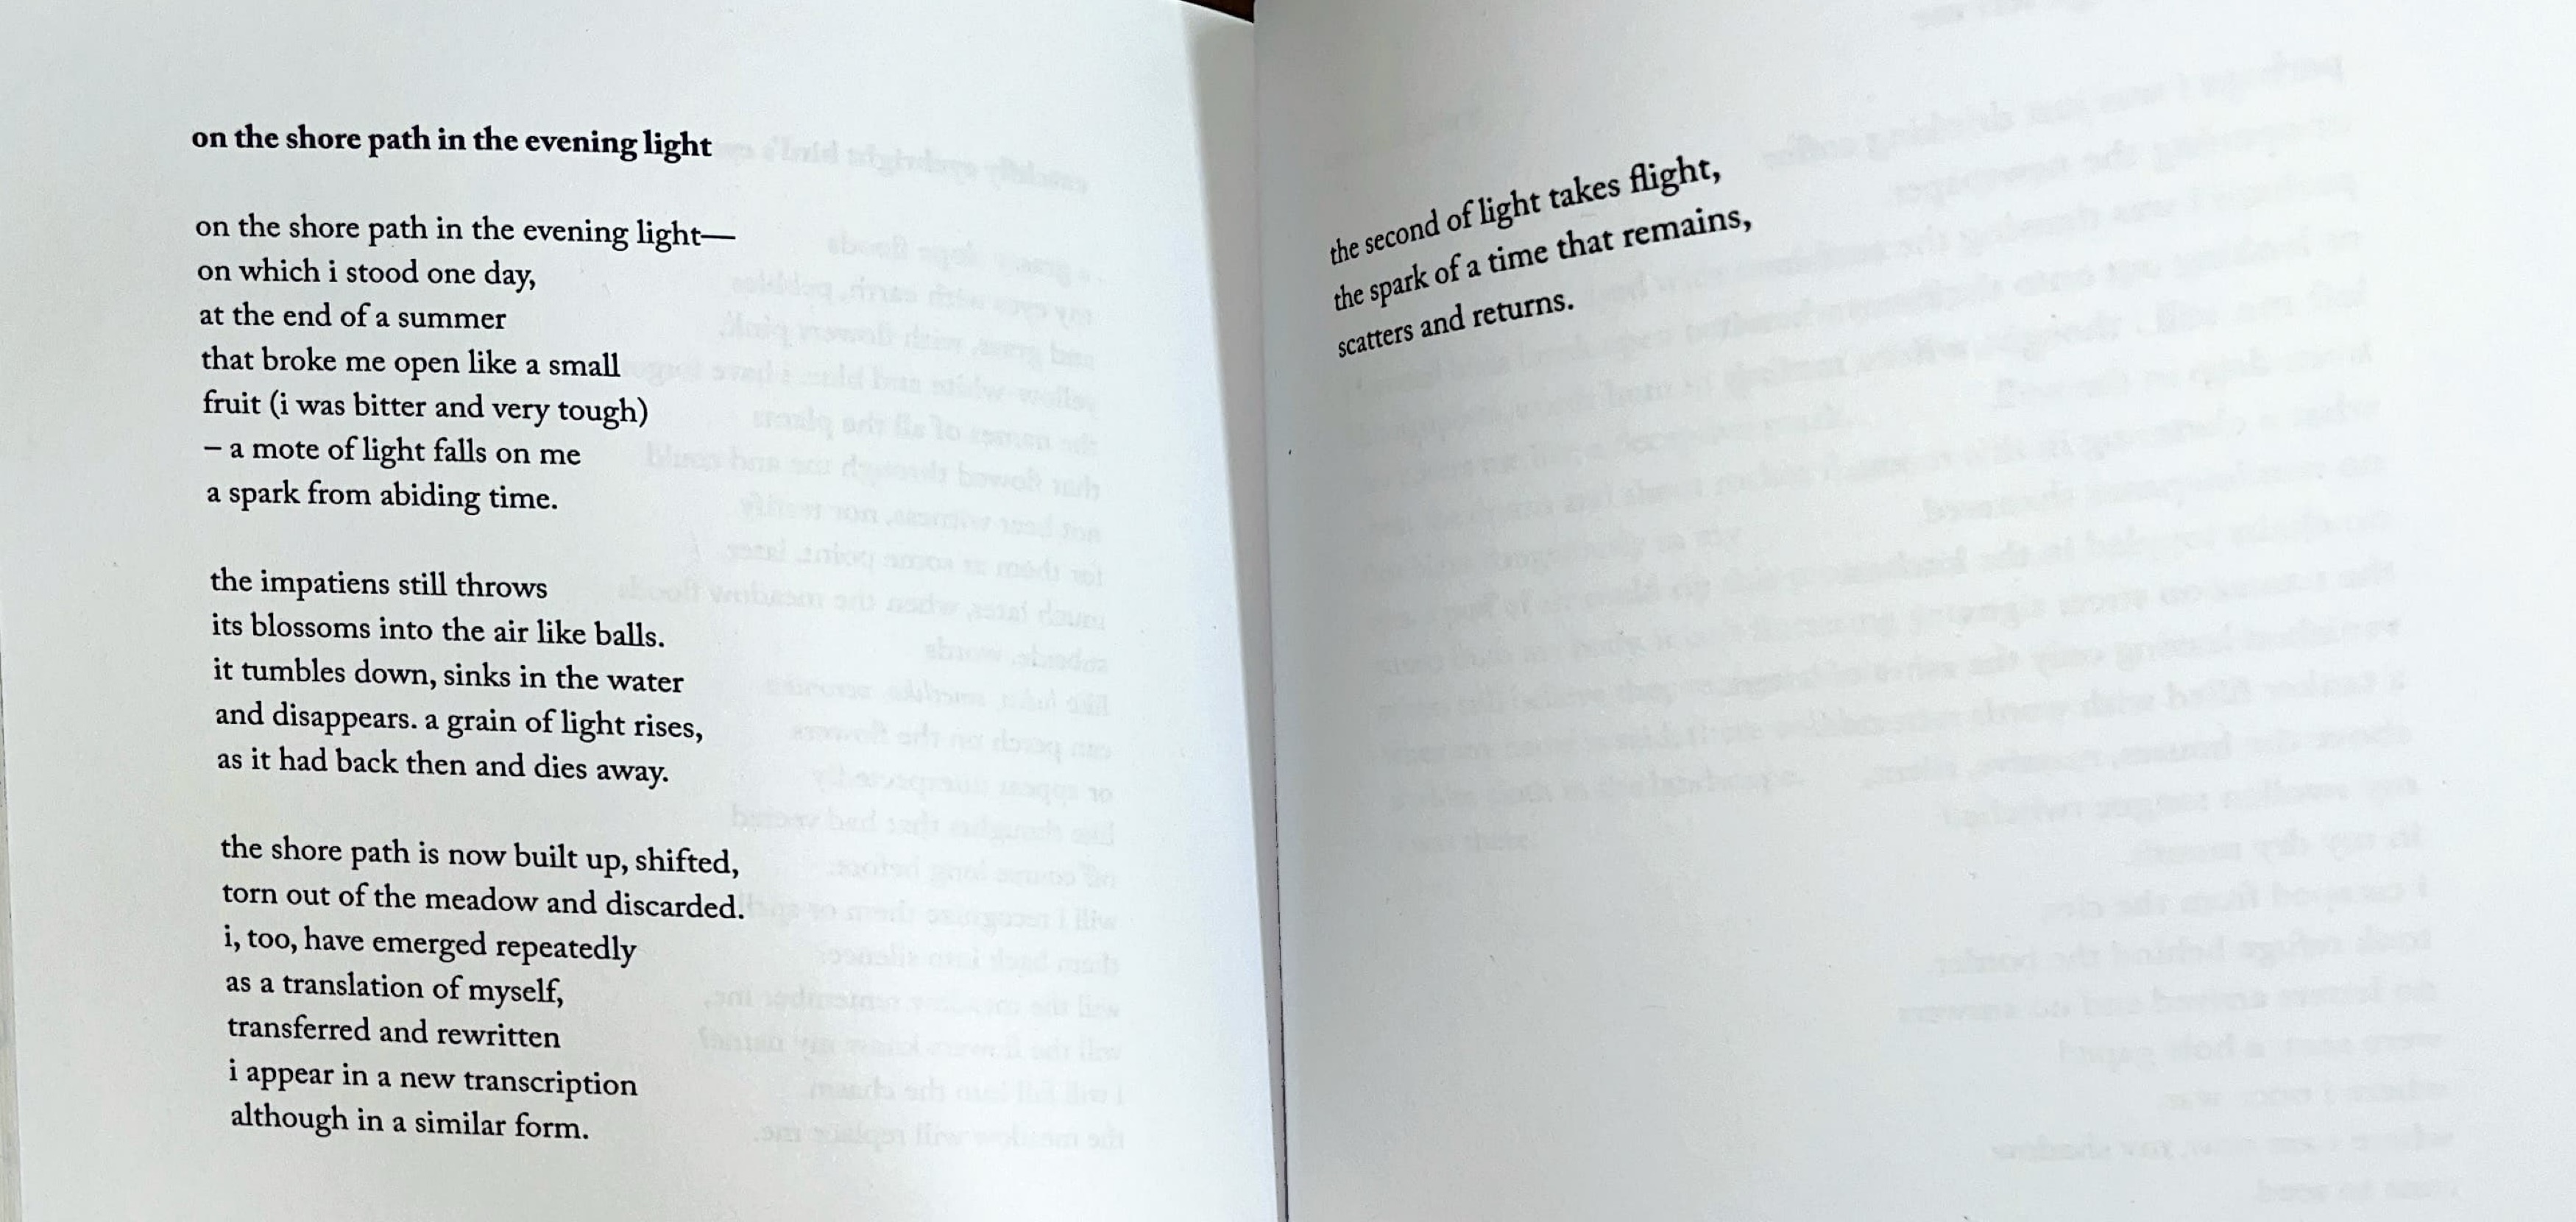 on the shore path in the evening light
on the shore path in the evening light—
on which i stood one day,
at the end of a summer
that broke me open like a small
fruit (i was bitter and very tough)
– a mote of light falls on me
a spark from abiding time.
the impatiens still throws
its blossoms into the air like balls.
it tumbles down, sinks in the water
and disappears. a grain of light rises,
as it had back then and dies away.
the shore path is now built up, shifted,
torn out of the meadow and discarded.
i, too, have emerged repeatedly
as a translation of myself,
transferred and rewritten
i appear in a new transcription
although in a similar form.
the second of light takes flight,
the spark of a time that remains,
scatters and returns.